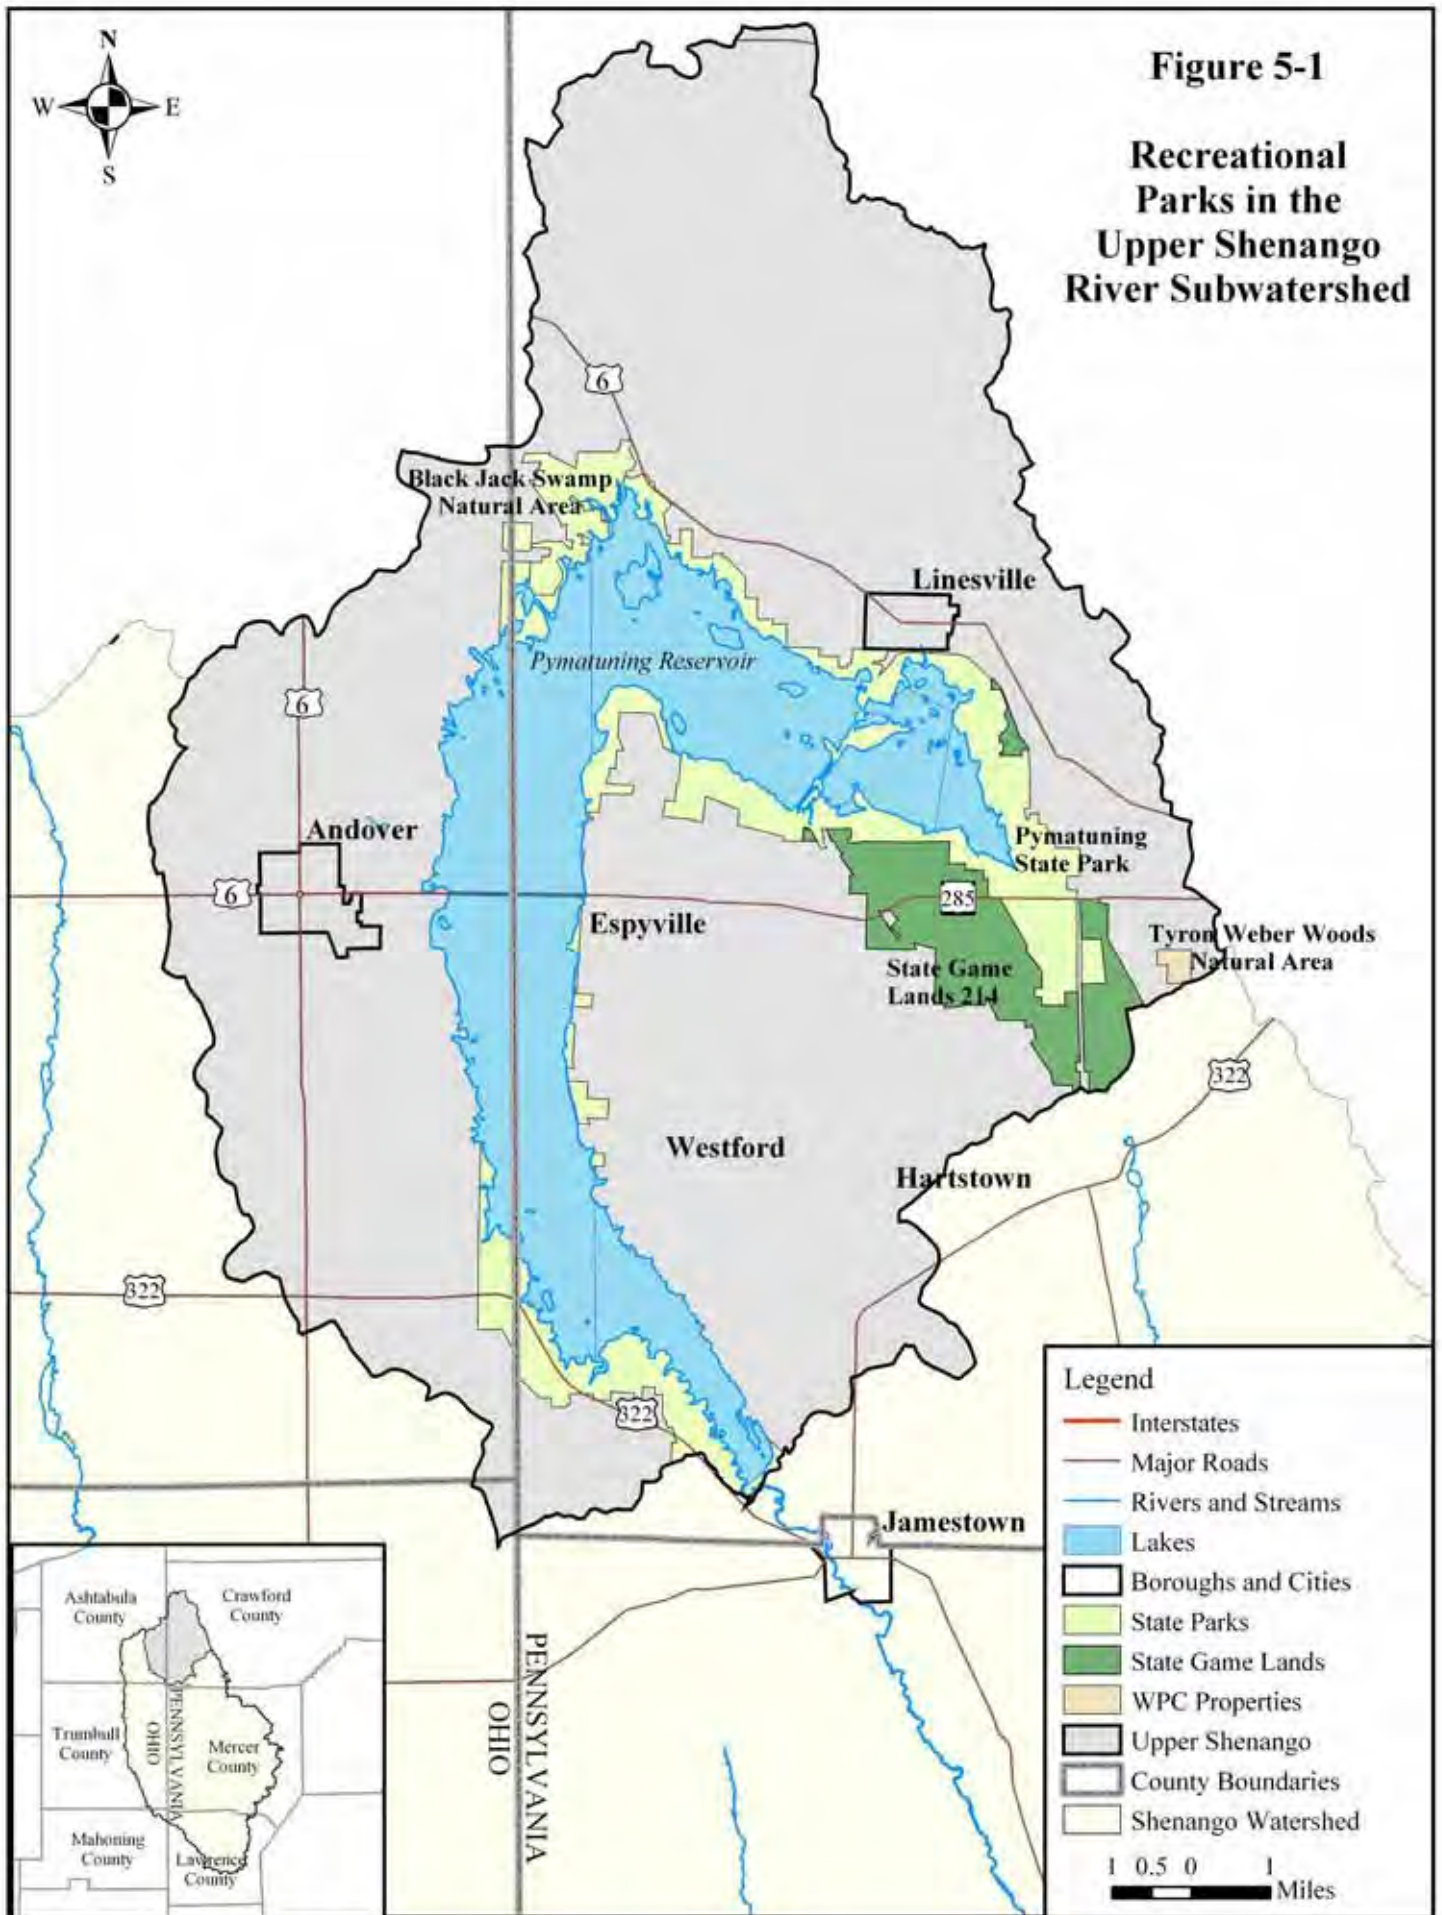 N
W E
S
Figure 5-1
Recreational
Parks in the
Upper Shenango
River Subwatershed
6
Black Jack Swamp
Natural Area
Linesville
Pymatuning Reservoir
6
Andover
Pymatuning
State Park
6
285
Espyville
Tyron Weber Woods
Natural Area
State Game
Lands 214
322
Westford
Hartstown
322
322
Jamestown
PENNSYLVANIA
OHIO
Legend
Interstates
Major Roads
Rivers and Streams
Lakes
Boroughs and Cities
State Parks
State Game Lands
WPC Properties
Upper Shenango
County Boundaries
Shenango Watershed
1 0.5 0 1
Miles
Ashtabula
County
Crawford
County
Trumbull
County
OHIO
PENNSYLVANIA
Mercer
County
Mahoning
County
Lawrence
County